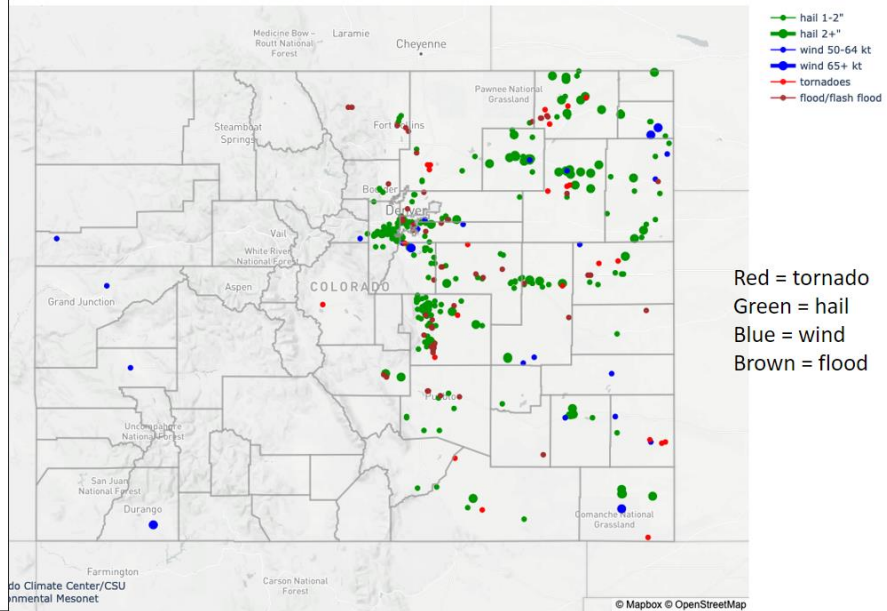 Medicine Bow –
Routt National
Forest
Laramie
Cheyenne
Pawnee National
Grassland
Steamboat
Springs
Fort Collins
Boulder
Denver
Vail
White River
National Forest
Aspen
COLORADO
Grand Junction
Uncompahgre
National Forest
Pueblo
San Juan
National Forest
Durango
Comanche National
Grassland
Farmington
Carson National
Forest
do Climate Center/CSU
onmental Mesonet
© Mapbox © OpenStreetMap
hail 1-2"
hail 2+"
wind 50-64 kt
wind 65+ kt
tornadoes
flood/flash flood
Red = tornado
Green = hail
Blue = wind
Brown = flood